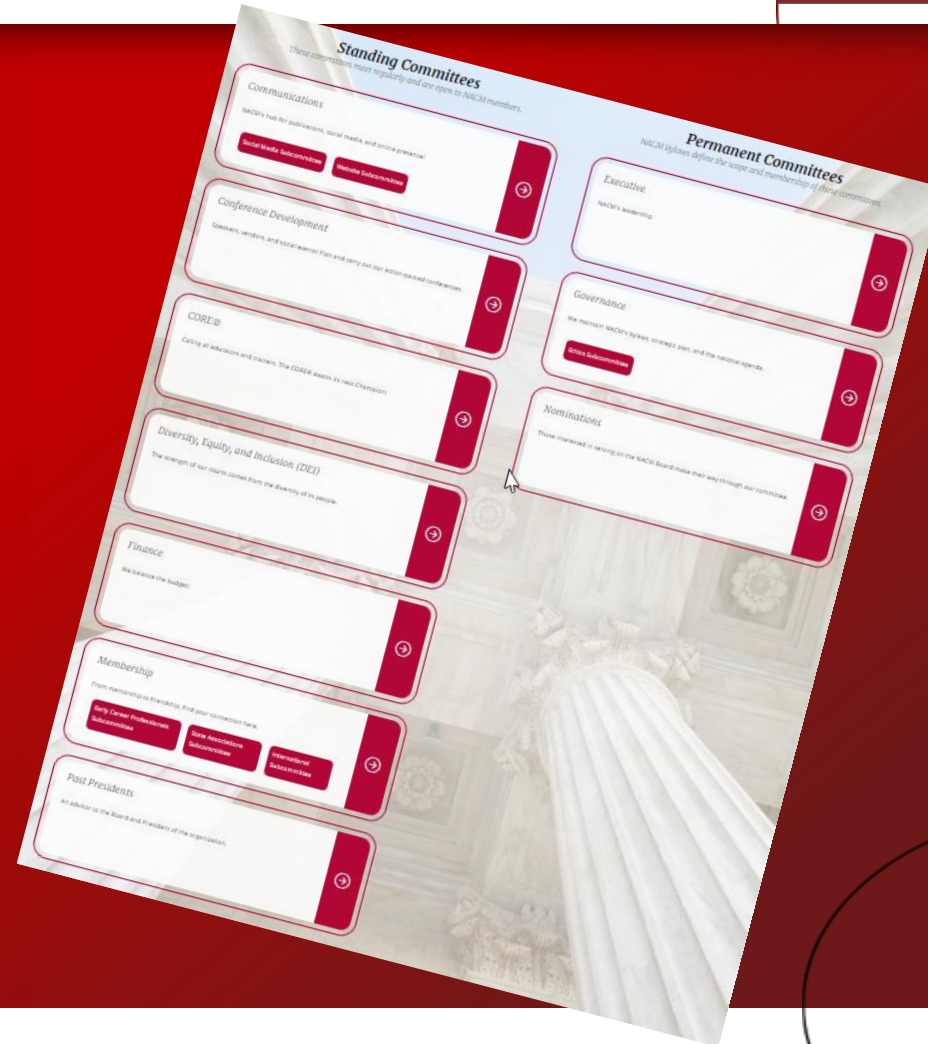 Standing Committees
These committees meet regularly and are open to NACM members.
Communications
NACM's hub for publications, social media, and online presence!
Social Media Subcommittee
Website Subcommittee
Conference Development
Speakers, vendors, and social events! Plan and carry out our action-packed conferences.
CORE®
Calling all educators and trainers. The CORE® awaits its next Champion!
Diversity, Equity, and Inclusion (DEI)
The strength of our courts comes from the diversity of its people.
Finance
We balance the budget.
Membership
From mentorship to friendship, find your connection here.
Early Career Professionals
Subcommittee
State Associations
Subcommittee
International
Subcommittee
Past Presidents
An advisor to the Board and President of the organization.
Permanent Committees
NACM Bylaws define the scope and membership of these committees.
Executive
NACM's leadership.
Governance
We maintain NACM's bylaws, strategic plan, and the national agenda.
Ethics Subcommittee
Nominations
Those interested in serving on the NACM Board make their way through our committee.